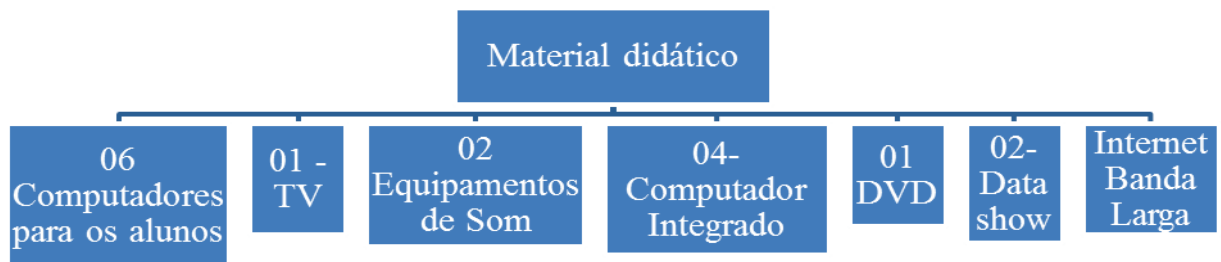 Material didático
06
Computadores
para os alunos
01 -
TV
02
Equipamentos
de Som
04-
Computador
Integrado
01
DVD
02-
Data
show
Internet
Banda
Larga